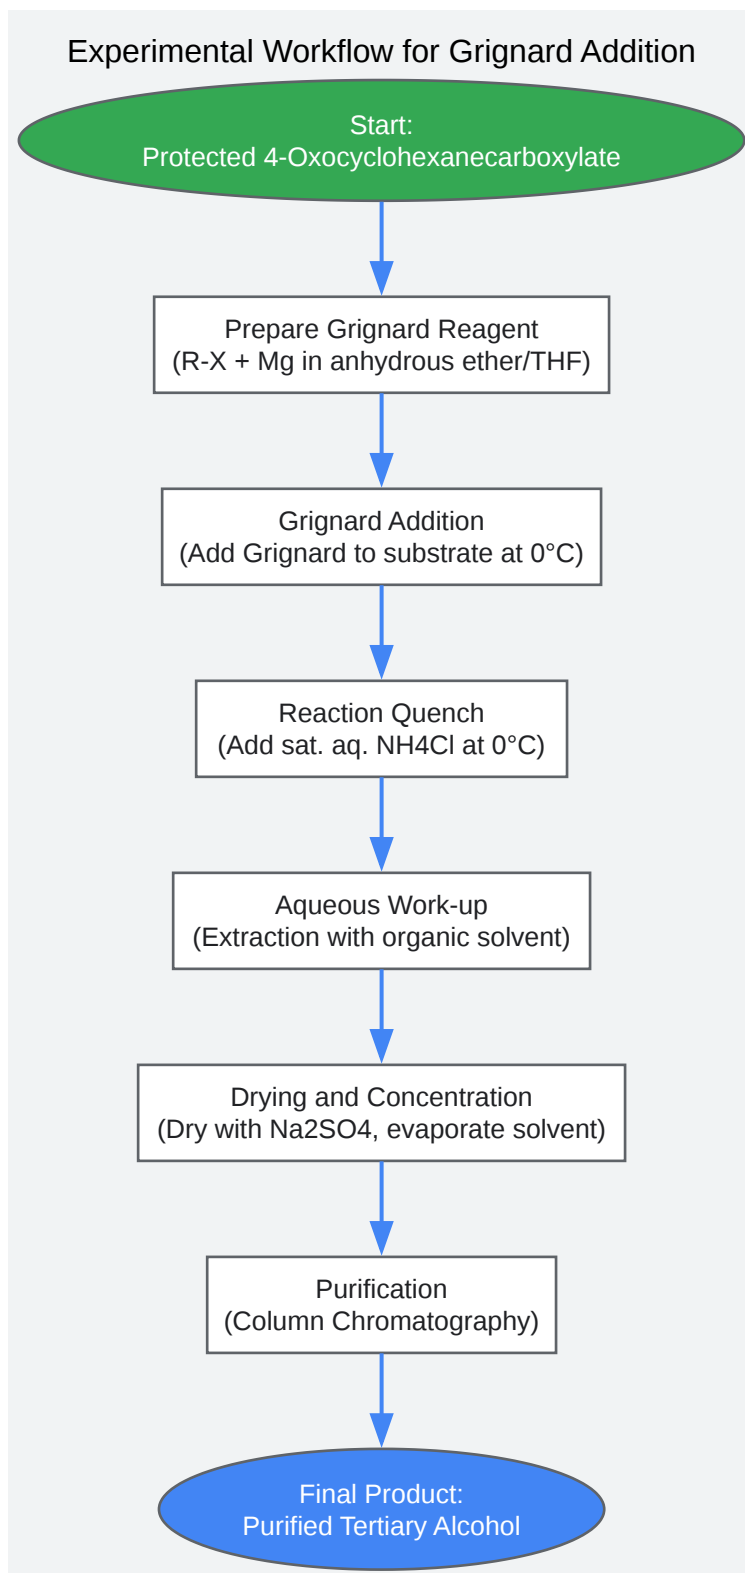 Experimental Workflow for Grignard Addition
Start:
Protected 4-Oxocyclohexanecarboxylate
Prepare Grignard Reagent
(R-X + Mg in anhydrous ether/THF)
Grignard Addition
(Add Grignard to substrate at 0°C)
Reaction Quench
(Add sat. aq. NH4Cl at 0°C)
Aqueous Work-up
(Extraction with organic solvent)
Drying and Concentration
(Dry with Na2SO4, evaporate solvent)
Purification
(Column Chromatography)
Final Product:
Purified Tertiary Alcohol